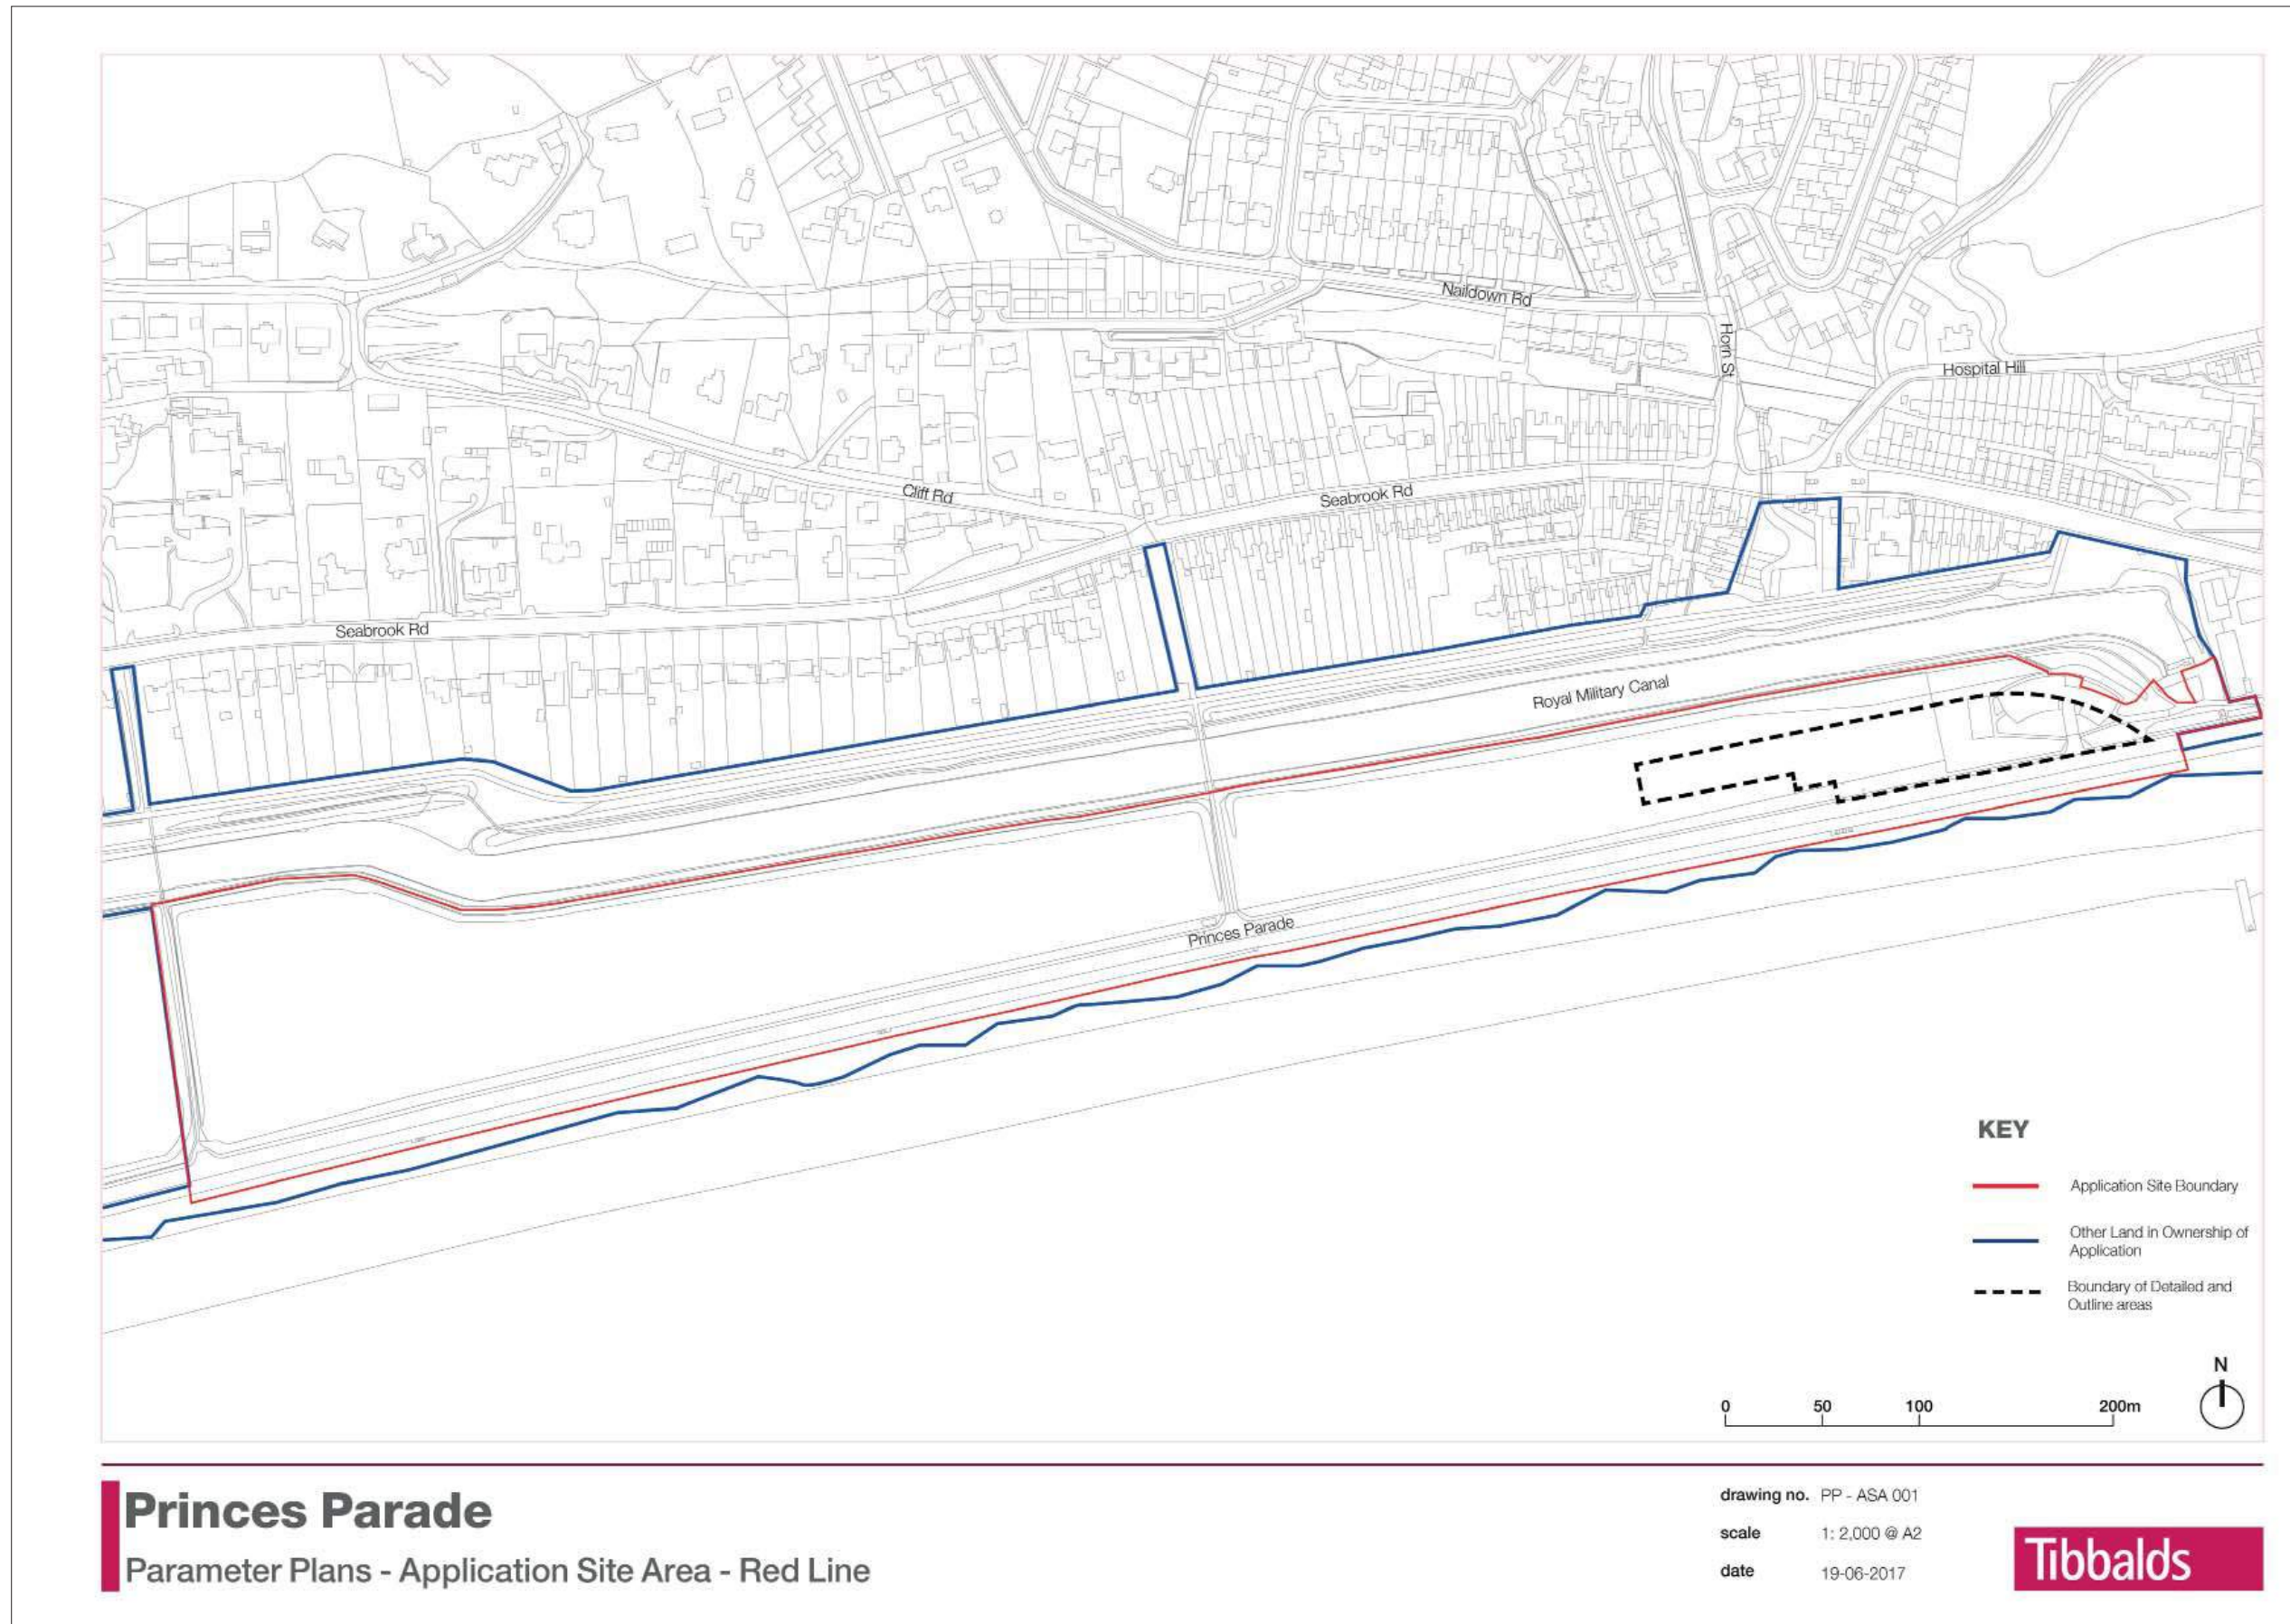 Naildown Rd
Horn St
Hospital Hill
Clift Rd
Seabrook Rd
Seabrook Rd
Royal Military Canal
Princes Parade
KEY
Application Site Boundary
Other Land in Ownership of
Application
Boundary of Detailed and
Outline areas
N
0 50 100 200m
Princes Parade
Parameter Plans - Application Site Area - Red Line
drawing no. PP - ASA 001
scale 1: 2,000 @ A2
date 19-06-2017
Tibbalds